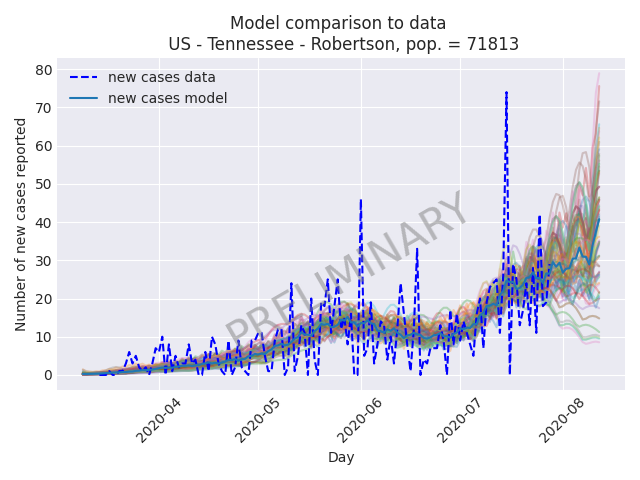 Model comparison to data
US - Tennessee - Robertson, pop. = 71813
Number of new cases reported
80
70
60
50
40
30
20
10
0
new cases data
new cases model
PRELIMINARY
2020-04
2020-05
2020-06
2020-07
2020-08
Day